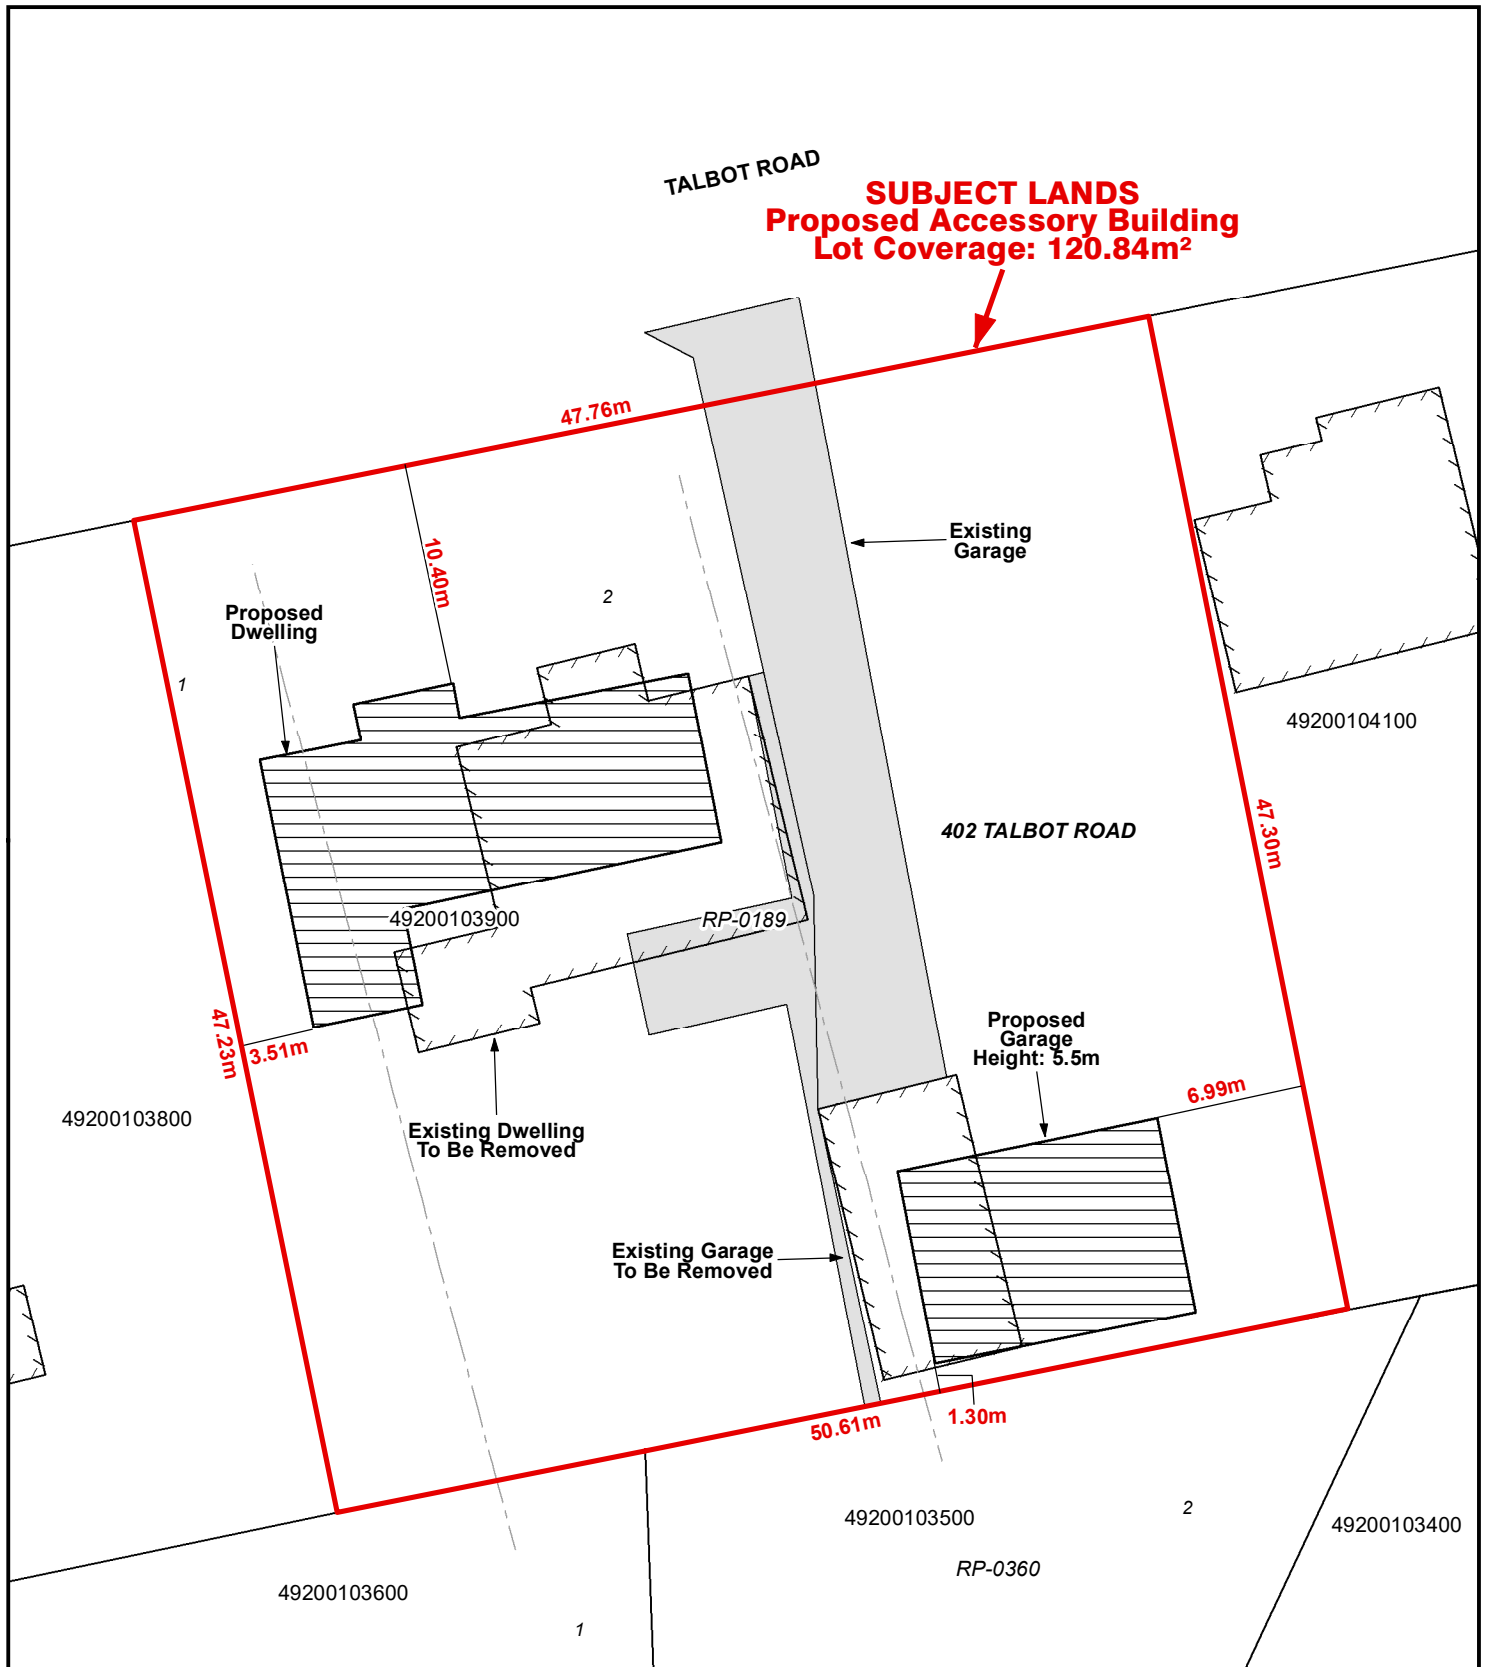 TALBOT ROAD
SUBJECT LANDS
Proposed Accessory Building
Lot Coverage: 120.84m²
47.76m
Existing
Garage
10.40m
2
Proposed
Dwelling
1
49200104100
47.30m
402 TALBOT ROAD
49200103900
RP-0189
47.23m
3.51m
Proposed
Garage
Height: 5.5m
6.99m
49200103800
Existing Dwelling
To Be Removed
Existing Garage
To Be Removed
50.61m
1.30m
49200103500
2
49200103400
RP-0360
49200103600
1